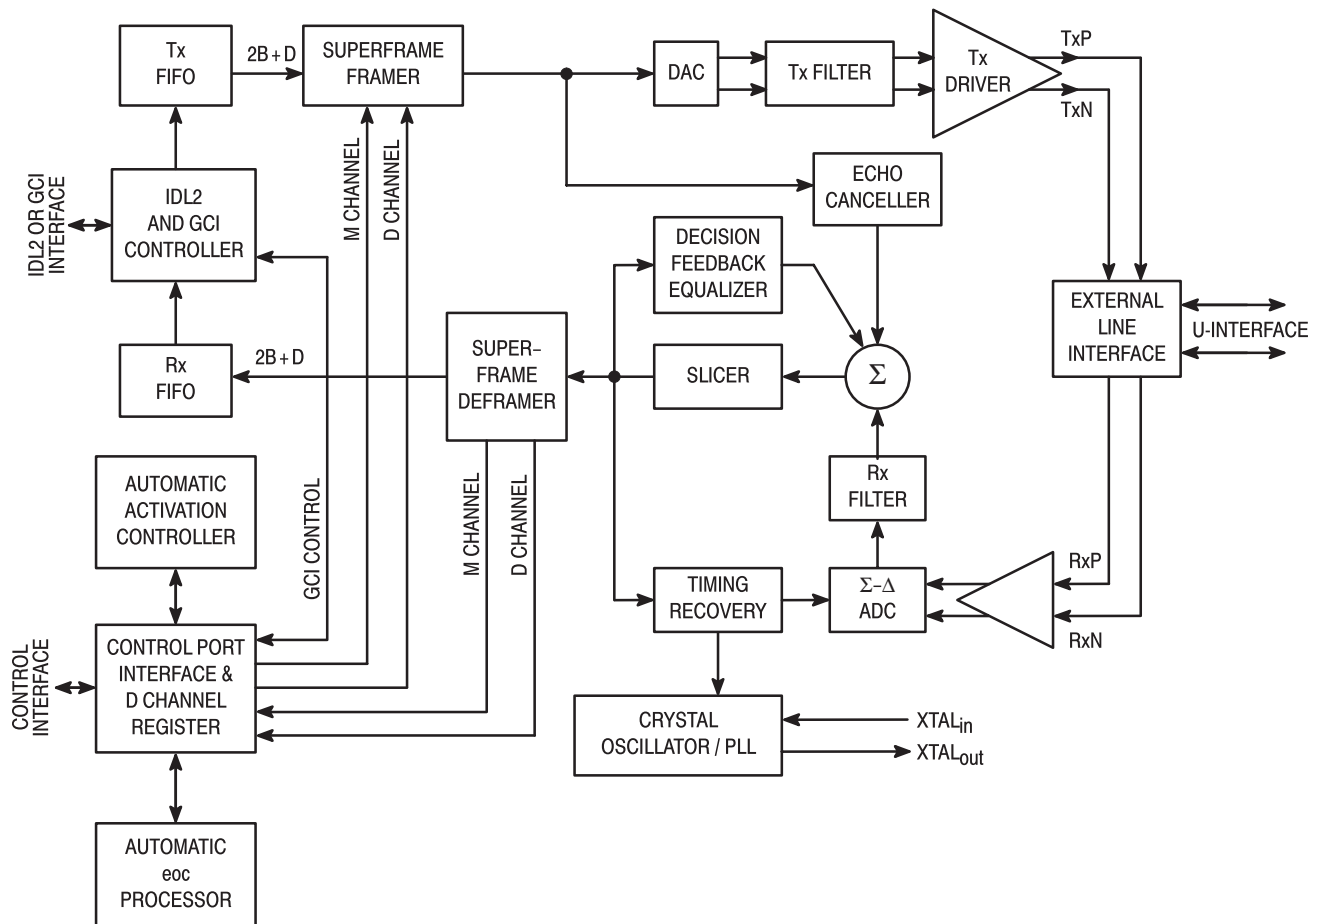 Tx
FIFO
2B+D
SUPERFRAME
FRAMER
DAC
Tx FILTER
Tx
DRIVER
TxP
TxN
IDL2 OR GCI
INTERFACE
IDL2
AND GCI
CONTROLLER
M CHANNEL
D CHANNEL
ECHO
CANCELLER
DECISION
FEEDBACK
EQUALIZER
EXTERNAL
LINE
INTERFACE
U-INTERFACE
Rx
FIFO
2B+D
SUPER–
FRAME
DEFRAMER
SLICER
Σ
Rx
FILTER
AUTOMATIC
ACTIVATION
CONTROLLER
GCI CONTROL
M CHANNEL
D CHANNEL
TIMING
RECOVERY
Σ–Δ
ADC
RxP
RxN
CONTROL
INTERFACE
CONTROL PORT
INTERFACE &
D CHANNEL
REGISTER
CRYSTAL
OSCILLATOR / PLL
XTALin
XTALout
AUTOMATIC
eoc
PROCESSOR